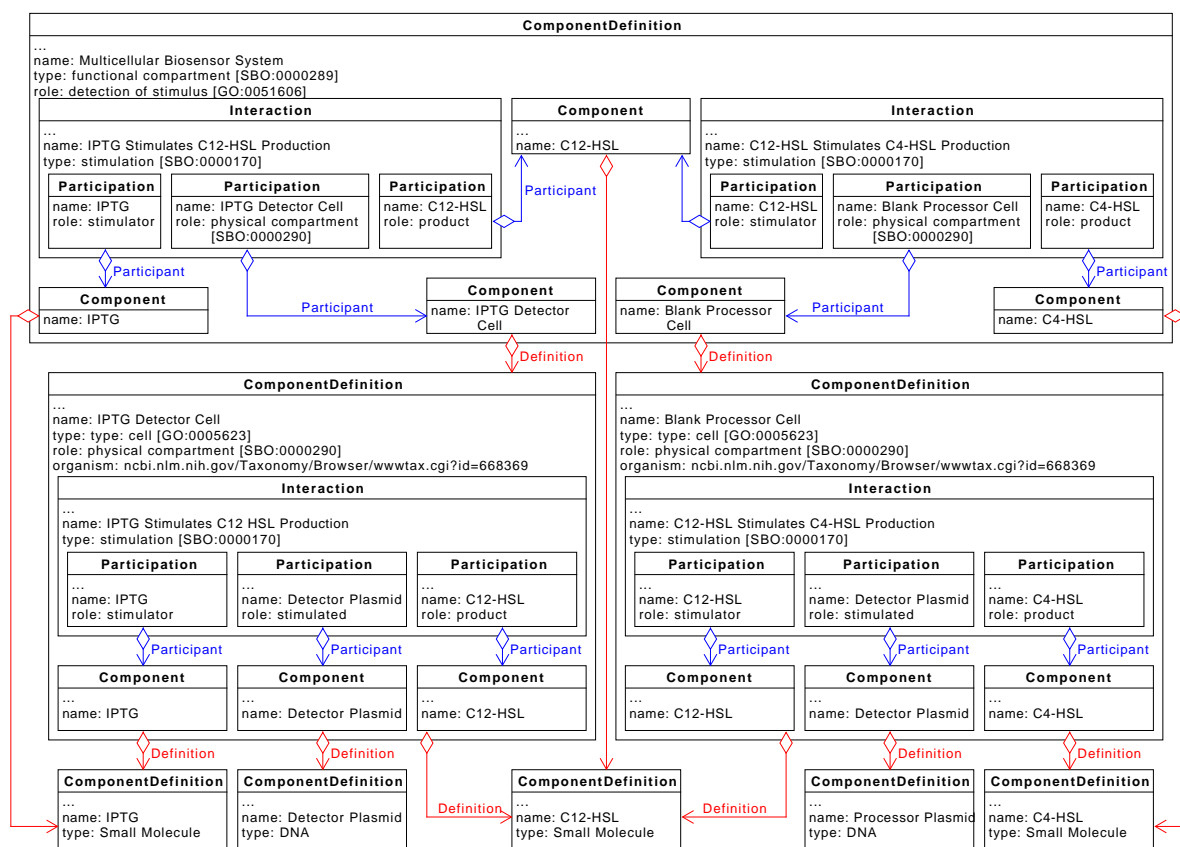 ComponentDefinition
...
name: Multicellular Biosensor System
type: functional compartment [SBO:0000289]
role: detection of stimulus [GO:0051606]
Interaction
...
name: IPTG Stimulates C12-HSL Production
type: stimulation [SBO:0000170]
Participation
name: IPTG
role: stimulator
Participation
name: IPTG Detector Cell
role: physical compartment
[SBO:0000290]
Participation
name: C12-HSL
role: product
Component
...
name: C12-HSL
Participant
Interaction
...
name: C12-HSL Stimulates C4-HSL Production
type: stimulation [SBO:0000170]
Participation
name: C12-HSL
role: stimulator
Participation
name: Blank Processor Cell
role: physical compartment
[SBO:0000290]
Participation
name: C4-HSL
role: product
Participant
Participant
Participant
Participant
Component
name: IPTG
Component
name: IPTG Detector
Cell
Component
name: Blank Processor
Cell
Component
name: C4-HSL
Definition
Definition
ComponentDefinition
...
name: IPTG Detector Cell
type: type: cell [GO:0005623]
role: physical compartment [SBO:0000290]
organism: ncbi.nlm.nih.gov/Taxonomy/Browser/wwwtax.cgi?id=668369
Interaction
...
name: IPTG Stimulates C12 HSL Production
type: stimulation [SBO:0000170]
Participation
...
name: IPTG
role: stimulator
Participation
...
name: Detector Plasmid
role: stimulated
Participation
...
name: C12-HSL
role: product
Participant
Participant
Participant
Component
...
name: IPTG
Component
...
name: Detector Plasmid
Component
...
name: C12-HSL
ComponentDefinition
...
name: Blank Processor Cell
type: type: cell [GO:0005623]
role: physical compartment [SBO:0000290]
organism: ncbi.nlm.nih.gov/Taxonomy/Browser/wwwtax.cgi?id=668369
Interaction
...
name: C12-HSL Stimulates C4-HSL Production
type: stimulation [SBO:0000170]
Participation
...
name: C12-HSL
role: stimulator
Participation
...
name: Detector Plasmid
role: stimulated
Participation
...
name: C4-HSL
role: product
Participant
Participant
Participant
Component
...
name: C12-HSL
Component
...
name: Detector Plasmid
Component
...
name: C4-HSL
Definition
Definition
Definition
Definition
Definition
Definition
ComponentDefinition
...
name: IPTG
type: Small Molecule
ComponentDefinition
...
name: Detector Plasmid
type: DNA
ComponentDefinition
...
name: C12-HSL
type: Small Molecule
ComponentDefinition
...
name: Processor Plasmid
type: DNA
ComponentDefinition
...
name: C4-HSL
type: Small Molecule